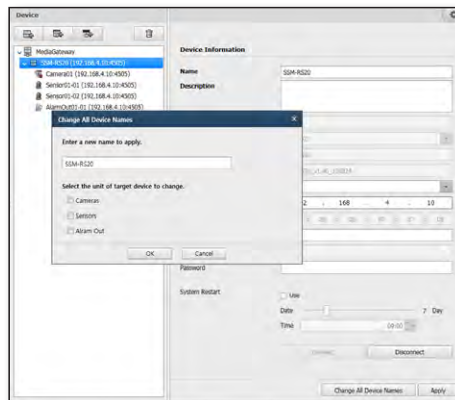 Device
MediaGateway
SSM-RS20 (192.168.4.10:4505)
Camera01 (192.168.4.10:4505)
Sensor01-01 (192.168.4.10:4505)
Sensor01-02 (192.168.4.10:4505)
AlarmOut01-01 (192.168.4.10:4505)
Device Information
Name
SSM-RS20
Description
Change All Device Names
Enter a new name to apply.
SSM-RS20
Select the unit of target device to change.
Cameras
Sensors
Alram Out
OK
Cancel
2 . 168 . 4 . 10
Password
System Restart
Use
Date
7 Day
Time
00:00
Connect
Disconnect
Change All Device Names
Apply